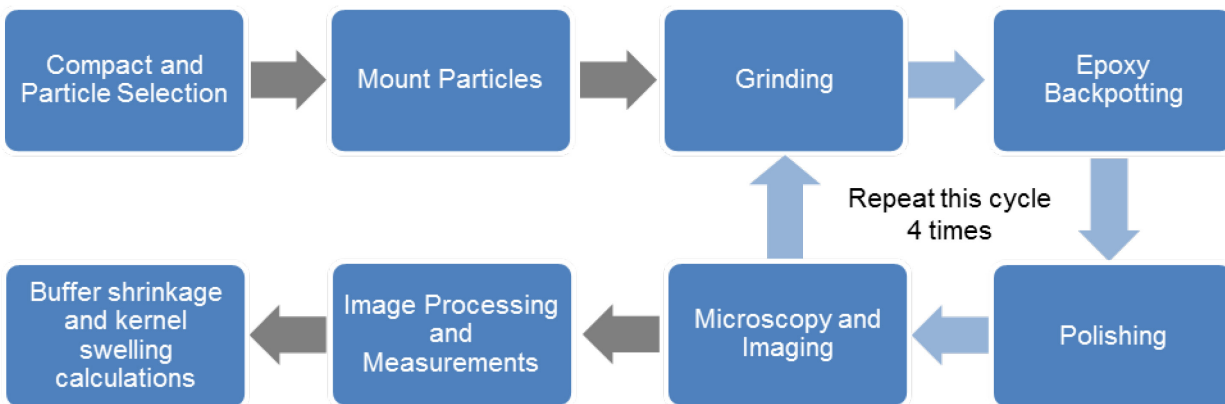 Compact and
Particle Selection
Mount Particles
Grinding
Epoxy
Backpotting
Repeat this cycle
4 times
Polishing
Microscopy and
Imaging
Image Processing
and
Measurements
Buffer shrinkage
and kernel
swelling
calculations